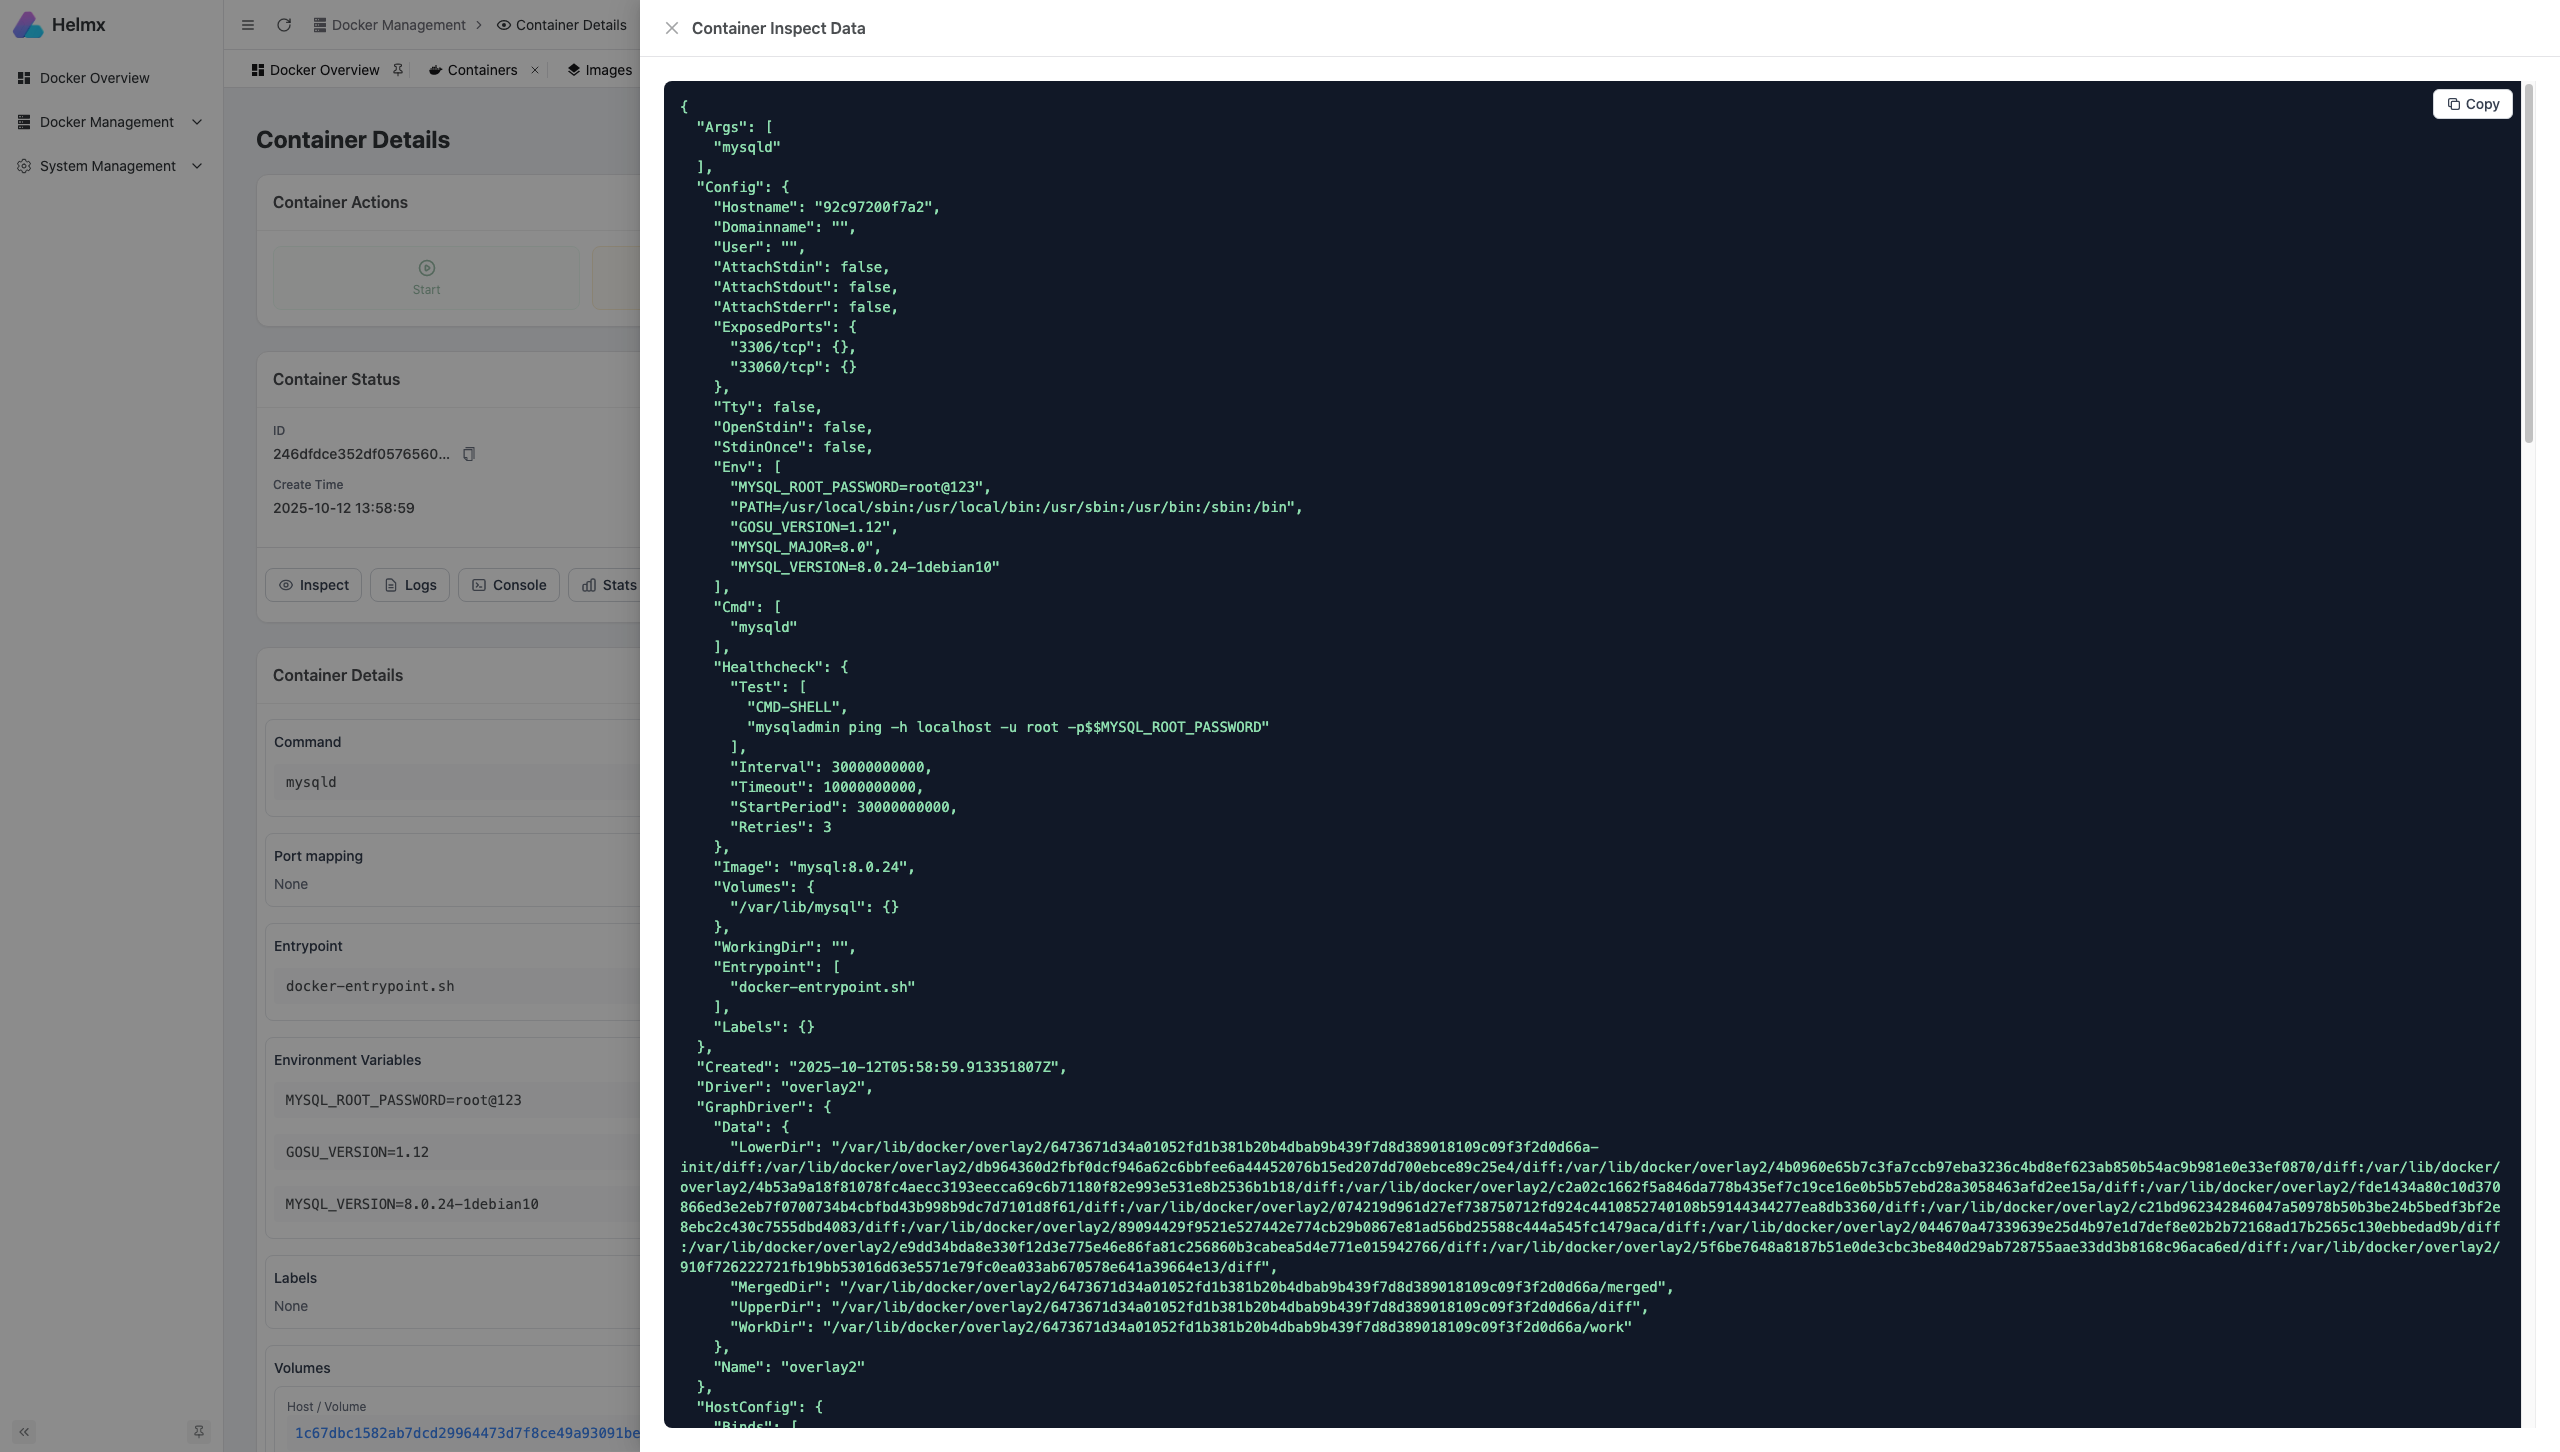 Helmx
Docker Overview
Docker Management
System Management
Docker Management > Container Details
Docker Overview
Containers
Images
Container Details
Container Actions
Start
Container Status
ID
246dfdce352df0576560...
Create Time
2025-10-12 13:58:59
Inspect
Logs
Console
Stats
Container Details
Command
mysqld
Port mapping
None
Entrypoint
docker-entrypoint.sh
Environment Variables
MYSQL_ROOT_PASSWORD=root@123
GOSU_VERSION=1.12
MYSQL_VERSION=8.0.24-1debian10
Labels
None
Volumes
Host / Volume
1c67dbc1582ab7dcd29964473d7f8ce49a93091be
Container Inspect Data
Copy
{
"Args": [
"mysqld"
],
"Config": {
"Hostname": "92c97200f7a2",
"Domainname": "",
"User": "",
"AttachStdin": false,
"AttachStdout": false,
"AttachStderr": false,
"ExposedPorts": {
"3306/tcp": {},
"33060/tcp": {}
},
"Tty": false,
"OpenStdin": false,
"StdinOnce": false,
"Env": [
"MYSQL_ROOT_PASSWORD=root@123",
"PATH=/usr/local/sbin:/usr/local/bin:/usr/sbin:/usr/bin:/sbin:/bin",
"GOSU_VERSION=1.12",
"MYSQL_MAJOR=8.0",
"MYSQL_VERSION=8.0.24-1debian10"
],
"Cmd": [
"mysqld"
],
"Healthcheck": {
"Test": [
"CMD-SHELL",
"mysqladmin ping -h localhost -u root -p$$MYSQL_ROOT_PASSWORD"
],
"Interval": 30000000000,
"Timeout": 10000000000,
"StartPeriod": 30000000000,
"Retries": 3
},
"Image": "mysql:8.0.24",
"Volumes": {
"/var/lib/mysql": {}
},
"WorkingDir": "",
"Entrypoint": [
"docker-entrypoint.sh"
],
"Labels": {}
},
"Created": "2025-10-12T05:58:59.913351807Z",
"Driver": "overlay2",
"GraphDriver": {
"Data": {
"LowerDir": "/var/lib/docker/overlay2/6473671d34a01052fd1b381b20b4dbab9b439f7d8d389018109c09f3f2d0d66a-
init/diff:/var/lib/docker/overlay2/db964360d2fbf0dcf946a62c6bbfee6a44452076b15ed207dd700ebce89c25e4/diff:/var/lib/docker/overlay2/4b0960e65b7c3fa7ccb97eba3236c4bd8ef623ab850b54ac9b981e0e33ef0870/diff:/var/lib/docker/
overlay2/4b53a9a18f81078fc4aecc3193eecca69c6b71180f82e993e531e8b2536b1b18/diff:/var/lib/docker/overlay2/c2a02c1662f5a846da778b435ef7c19ce16e0b5b57ebd28a3058463afd2ee15a/diff:/var/lib/docker/overlay2/fde1434a80c10d370
866ed3e2eb7f0700734b4cbfbd43b998b9dc7d7101d8f61/diff:/var/lib/docker/overlay2/074219d961d27ef738750712fd924c4410852740108b59144344277ea8db3360/diff:/var/lib/docker/overlay2/c21bd962342846047a50978b50b3be24b5bedf3bf2e
8ebc2c430c7555dbd4083/diff:/var/lib/docker/overlay2/89094429f9521e527442e774cb29b0867e81ad56bd25588c444a545fc1479aca/diff:/var/lib/docker/overlay2/044670a47339639e25d4b97e1d7def8e02b2b72168ad17b2565c130ebbedad9b/diff
:/var/lib/docker/overlay2/e9dd34bda8e330f12d3e775e46e86fa81c256860b3cabea5d4e771e015942766/diff:/var/lib/docker/overlay2/5f6be7648a8187b51e0de3cbc3be840d29ab728755aae33dd3b8168c96aca6ed/diff:/var/lib/docker/overlay2/
910f726222721fb19bb53016d63e5571e79fc0ea033ab670578e641a39664e13/diff",
"MergedDir": "/var/lib/docker/overlay2/6473671d34a01052fd1b381b20b4dbab9b439f7d8d389018109c09f3f2d0d66a/merged",
"UpperDir": "/var/lib/docker/overlay2/6473671d34a01052fd1b381b20b4dbab9b439f7d8d389018109c09f3f2d0d66a/diff",
"WorkDir": "/var/lib/docker/overlay2/6473671d34a01052fd1b381b20b4dbab9b439f7d8d389018109c09f3f2d0d66a/work"
},
"Name": "overlay2"
},
"HostConfig": {
"Binds": [